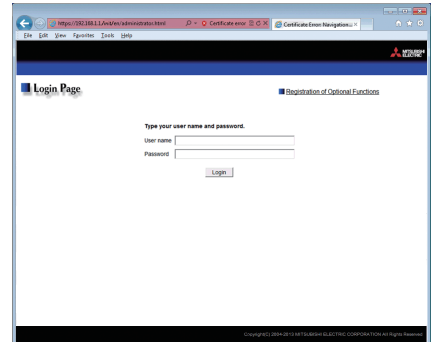 https://192.168.1.1/avst/en/administrator.html
Certificate error
Certificate Error: Navigation...
File Edit View Favorites Tools Help
MITSUBISHI
ELECTRIC
Login Page
Registration of Optional Functions
Type your user name and password.
User name
Password
Login
Copyright(C) 2004-2013 MITSUBISHI ELECTRIC CORPORATION All Rights Reserved